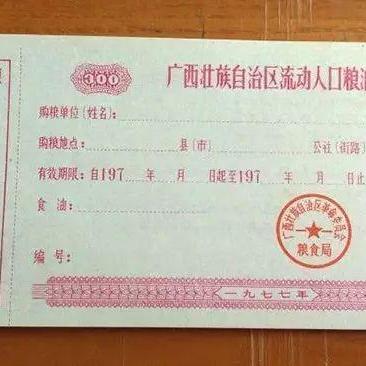 300
广西壮族自治区流动人口粮油
购粮单位(姓名):
购粮地点: 县(市) 公社(街路)
有效期限:自197 年 月 日起至197 年 月 日止
食油:
广西壮族自治区革命委员会
粮食局
编号:
一九七七年